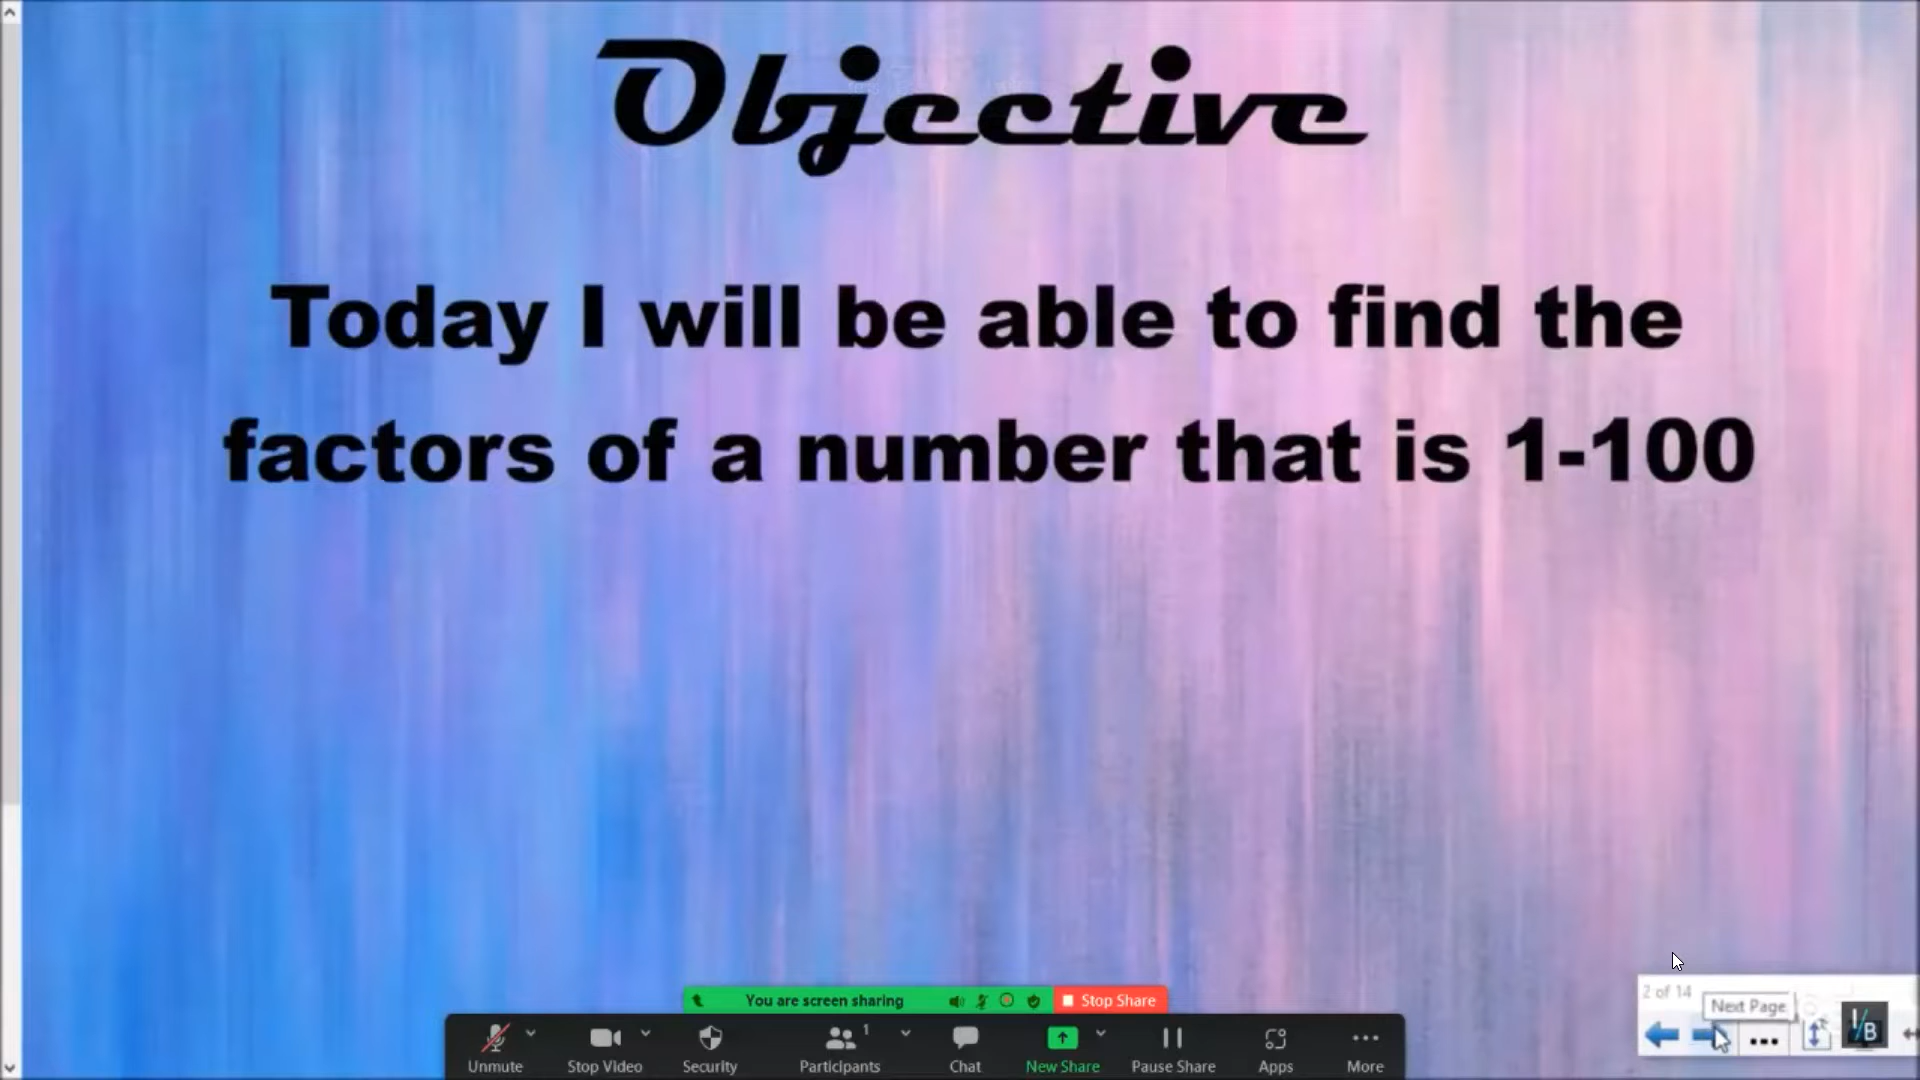 Objective
Today I will be able to find the
factors of a number that is 1-100
2 of 14
Next Page
You are screen sharing
Stop Share
1
Unmute
Stop Video
Security
Participants
Chat
New Share
Pause Share
Apps
More
I/B